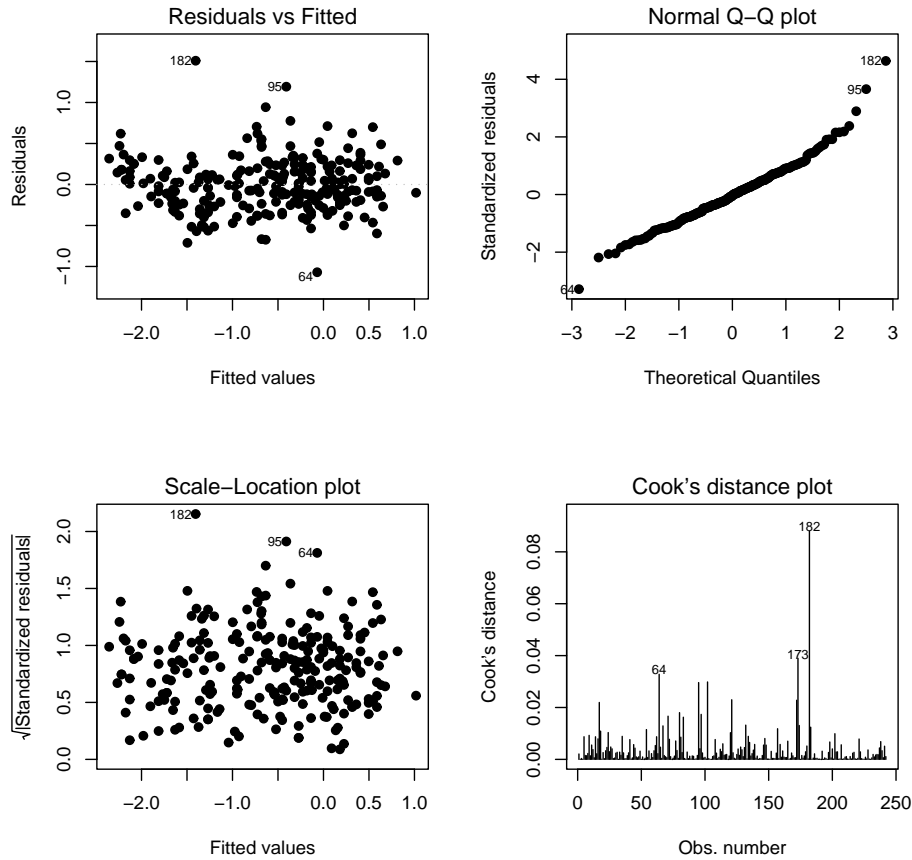 Residuals vs Fitted
Residuals
1.0
0.0
−1.0
182
95
64
−2.0 −1.0 0.0 0.5 1.0
Fitted values
Normal Q−Q plot
Standardized residuals
4
2
0
−2
182
95
64
−3 −2 −1 0 1 2 3
Theoretical Quantiles
Scale−Location plot
√|Standardized residuals|
2.0
1.5
1.0
0.5
0.0
182
95
64
−2.0 −1.0 0.0 0.5 1.0
Fitted values
Cook's distance plot
Cook's distance
0.08
0.06
0.04
0.02
0.00
182
173
64
0 50 100 150 200 250
Obs. number